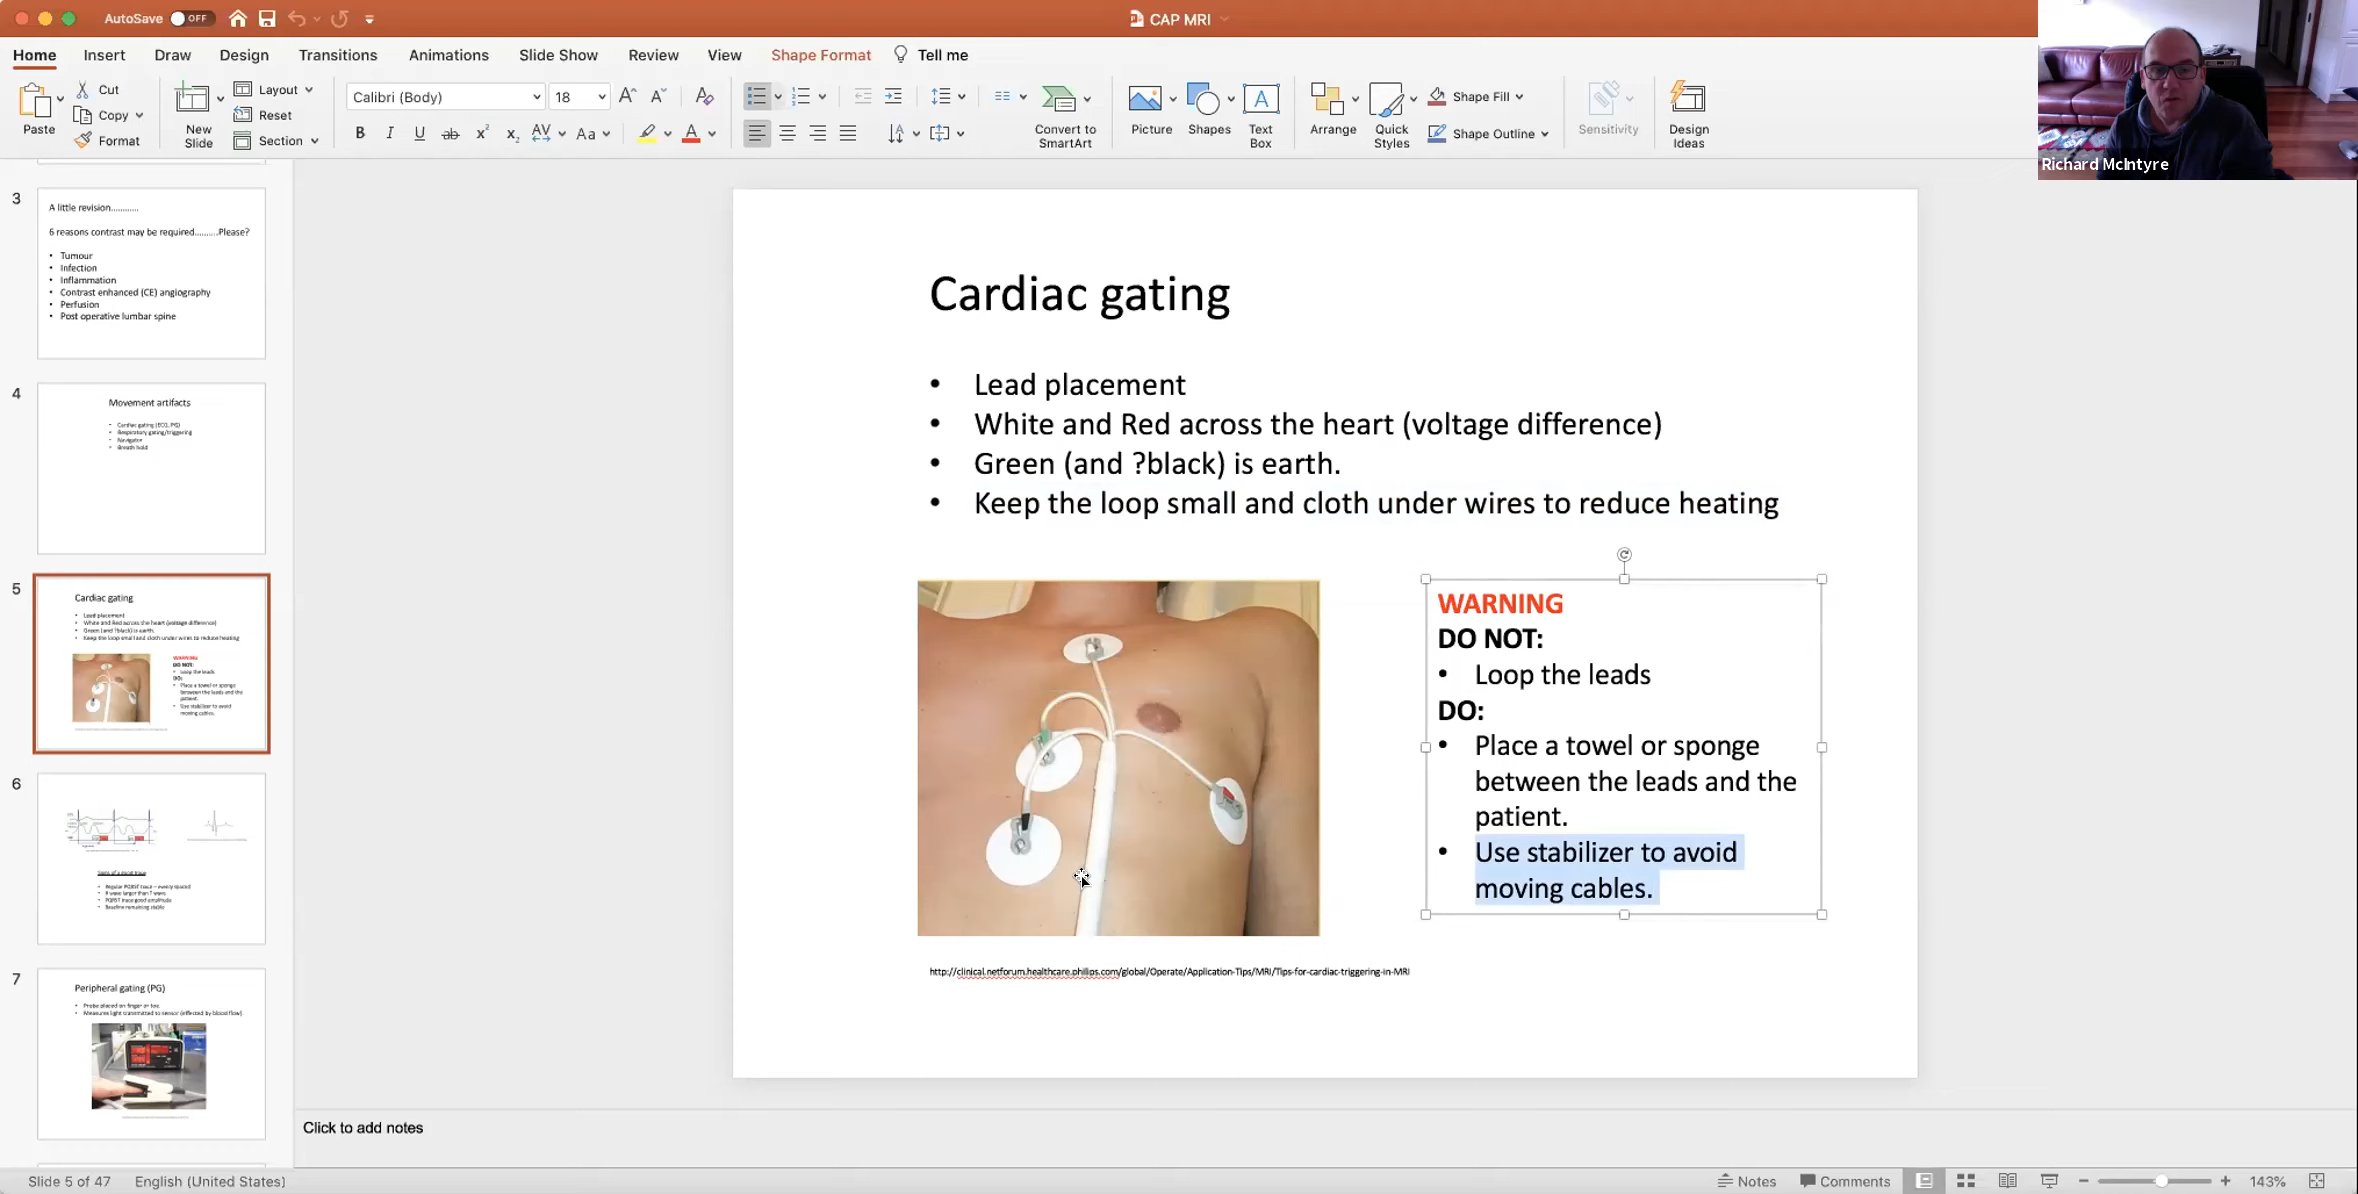 AutoSave OFF
CAP MRI
Home Insert Draw Design Transitions Animations Slide Show Review View Shape Format Tell me
Paste
Cut
Copy
Format
New Slide
Layout
Reset
Section
Calibri (Body) 18
Convert to SmartArt
Picture
Shapes
Text Box
Arrange
Quick Styles
Shape Fill
Shape Outline
Sensitivity
Design Ideas
Richard McIntyre
3
A little revision............
6 reasons contrast may be required..........Please?
• Tumour
• Infection
• Inflammation
• Contrast enhanced (CE) angiography
• Perfusion
• Post operative lumbar spine
4
Movement artifacts
• Cardiac gating (ECG, PG)
• Respiratory gating/triggering
• Navigator
• Breath hold
5
Cardiac gating
• Lead placement
• White and Red across the heart (voltage difference)
• Green (and ?black) is earth.
• Keep the loop small and cloth under wires to reduce heating
WARNING
DO NOT:
• Loop the leads
DO:
• Place a towel or sponge
between the leads and the
patient.
• Use stabilizer to avoid
moving cables.
6
Signs of a good trace
• Regular PQRST trace – evenly spaced
• R wave larger than T wave
• PQRST trace good amplitude
• Baseline remaining stable
7
Peripheral gating (PG)
• Probe placed on finger or toe.
• Measures light transmitted to sensor (effected by blood flow)
Cardiac gating
• Lead placement
• White and Red across the heart (voltage difference)
• Green (and ?black) is earth.
• Keep the loop small and cloth under wires to reduce heating
WARNING
DO NOT:
• Loop the leads
DO:
• Place a towel or sponge
between the leads and the
patient.
• Use stabilizer to avoid
moving cables.
http://clinical.netforum.healthcare.philips.com/global/Operate/Application-Tips/MRI/Tips-for-cardiac-triggering-in-MRI
Click to add notes
Slide 5 of 47 English (United States)
Notes Comments 143%